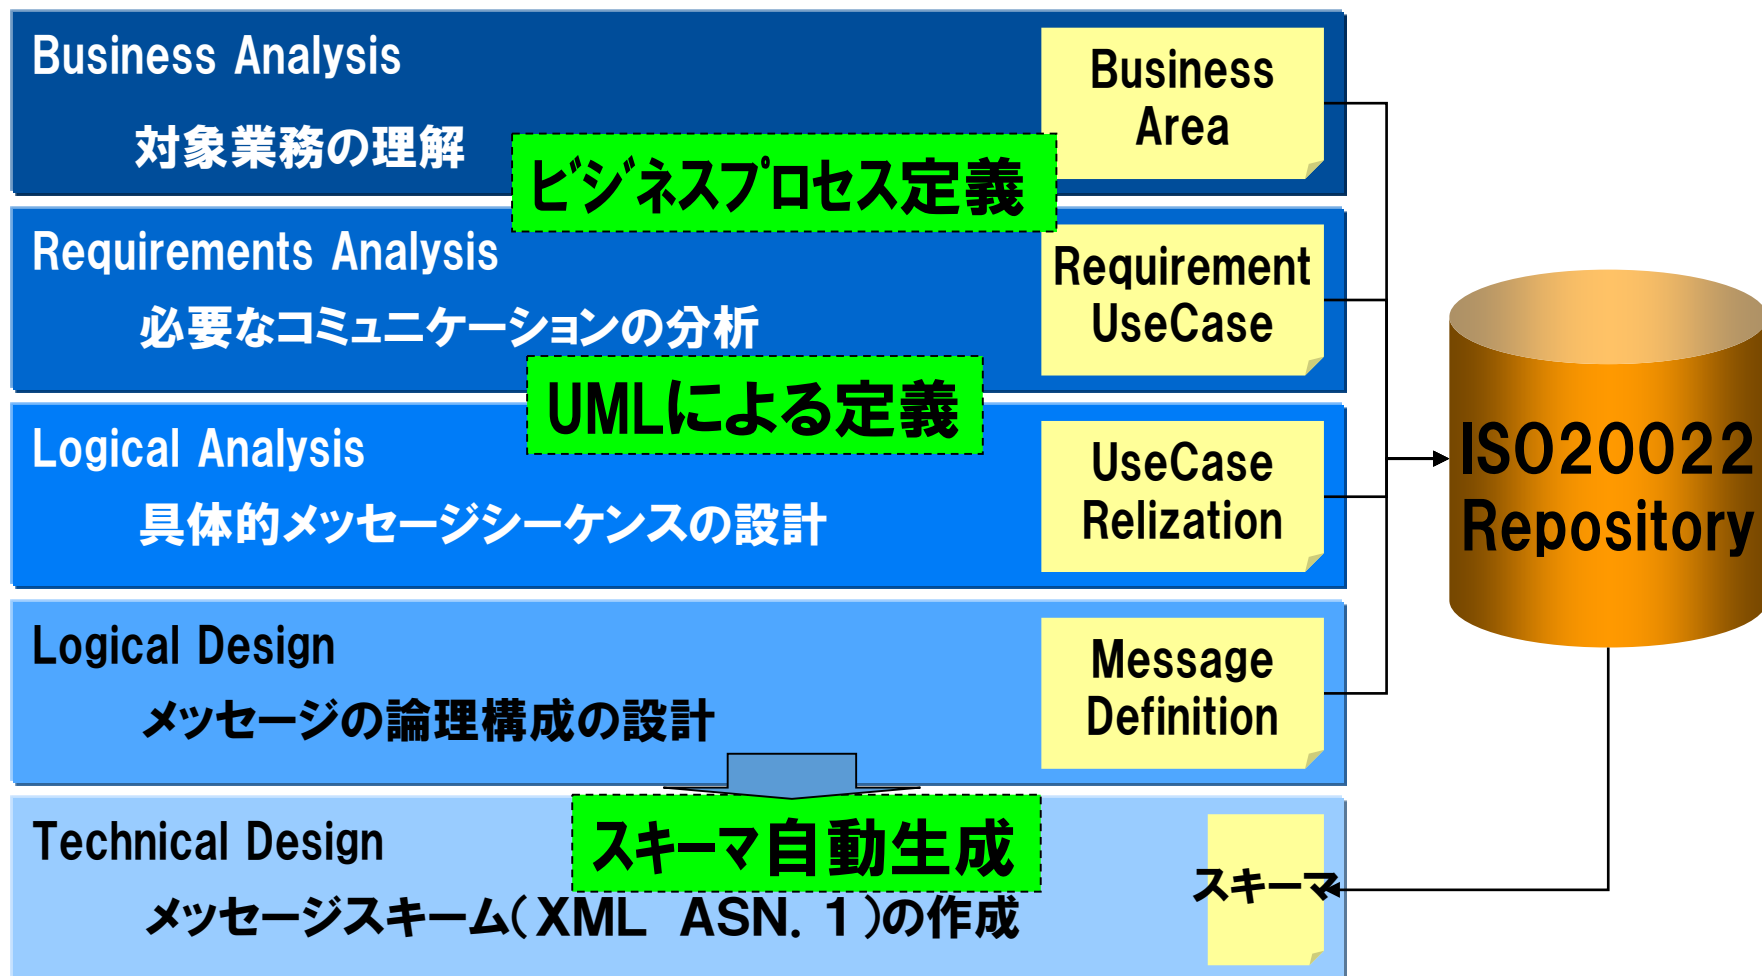 Business Analysis
対象業務の理解
Business
Area
ビジネスプロセス定義
Requirements Analysis
必要なコミュニケーションの分析
Requirement
UseCase
UMLによる定義
Logical Analysis
具体的メッセージシーケンスの設計
UseCase
Relization
Logical Design
メッセージの論理構成の設計
Message
Definition
Technical Design
スキーマ自動生成
メッセージスキーム(XML ASN.1)の作成
スキーマ
ISO20022
Repository